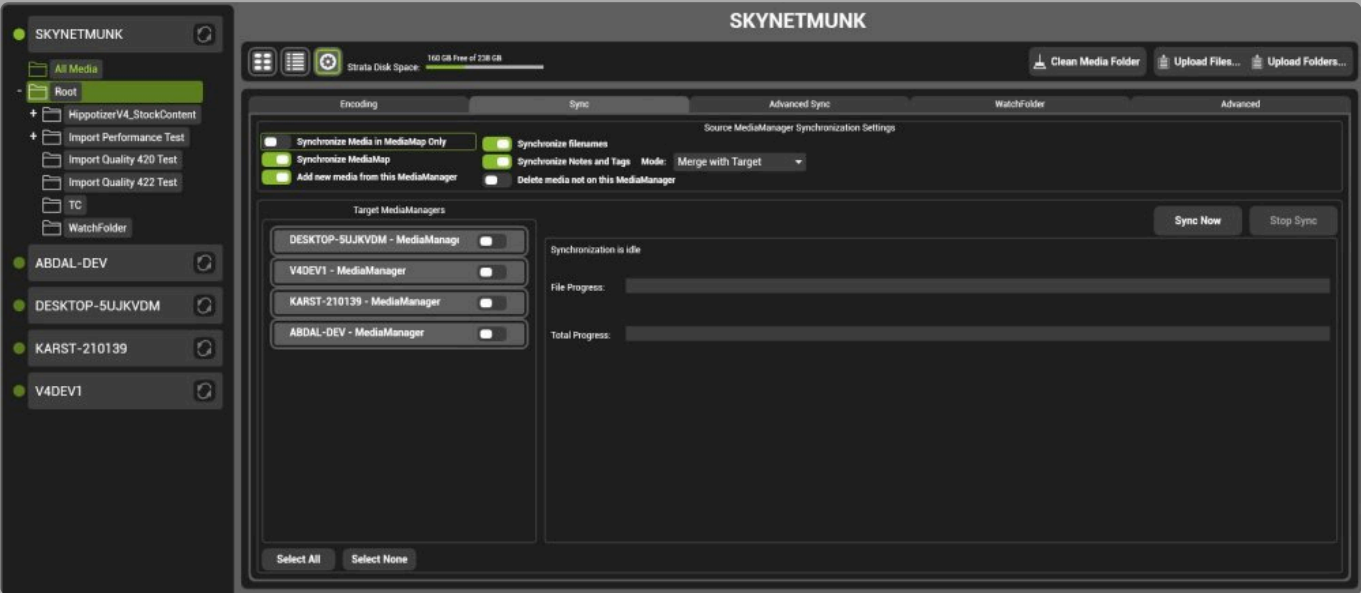 SKYNETMUNK
All Media
- Root
+ HippotizerV4_StockContent
+ Import Performance Test
Import Quality 420 Test
Import Quality 422 Test
TC
WatchFolder
ABDAL-DEV
DESKTOP-5UJKVDM
KARST-210139
V4DEV1
SKYNETMUNK
Strata Disk Space: 160 GB Free of 238 GB
Clean Media Folder Upload Files... Upload Folders...
Encoding Sync Advanced Sync WatchFolder Advanced
Source MediaManager Synchronization Settings
Synchronize Media in MediaMap Only Synchronize filenames
Synchronize MediaMap Synchronize Notes and Tags Mode: Merge with Target
Add new media from this MediaManager Delete media not on this MediaManager
Target MediaManagers
DESKTOP-5UJKVDM - MediaManag
V4DEV1 - MediaManager
KARST-210139 - MediaManager
ABDAL-DEV - MediaManager
Select All Select None
Sync Now Stop Sync
Synchronization is idle
File Progress:
Total Progress: